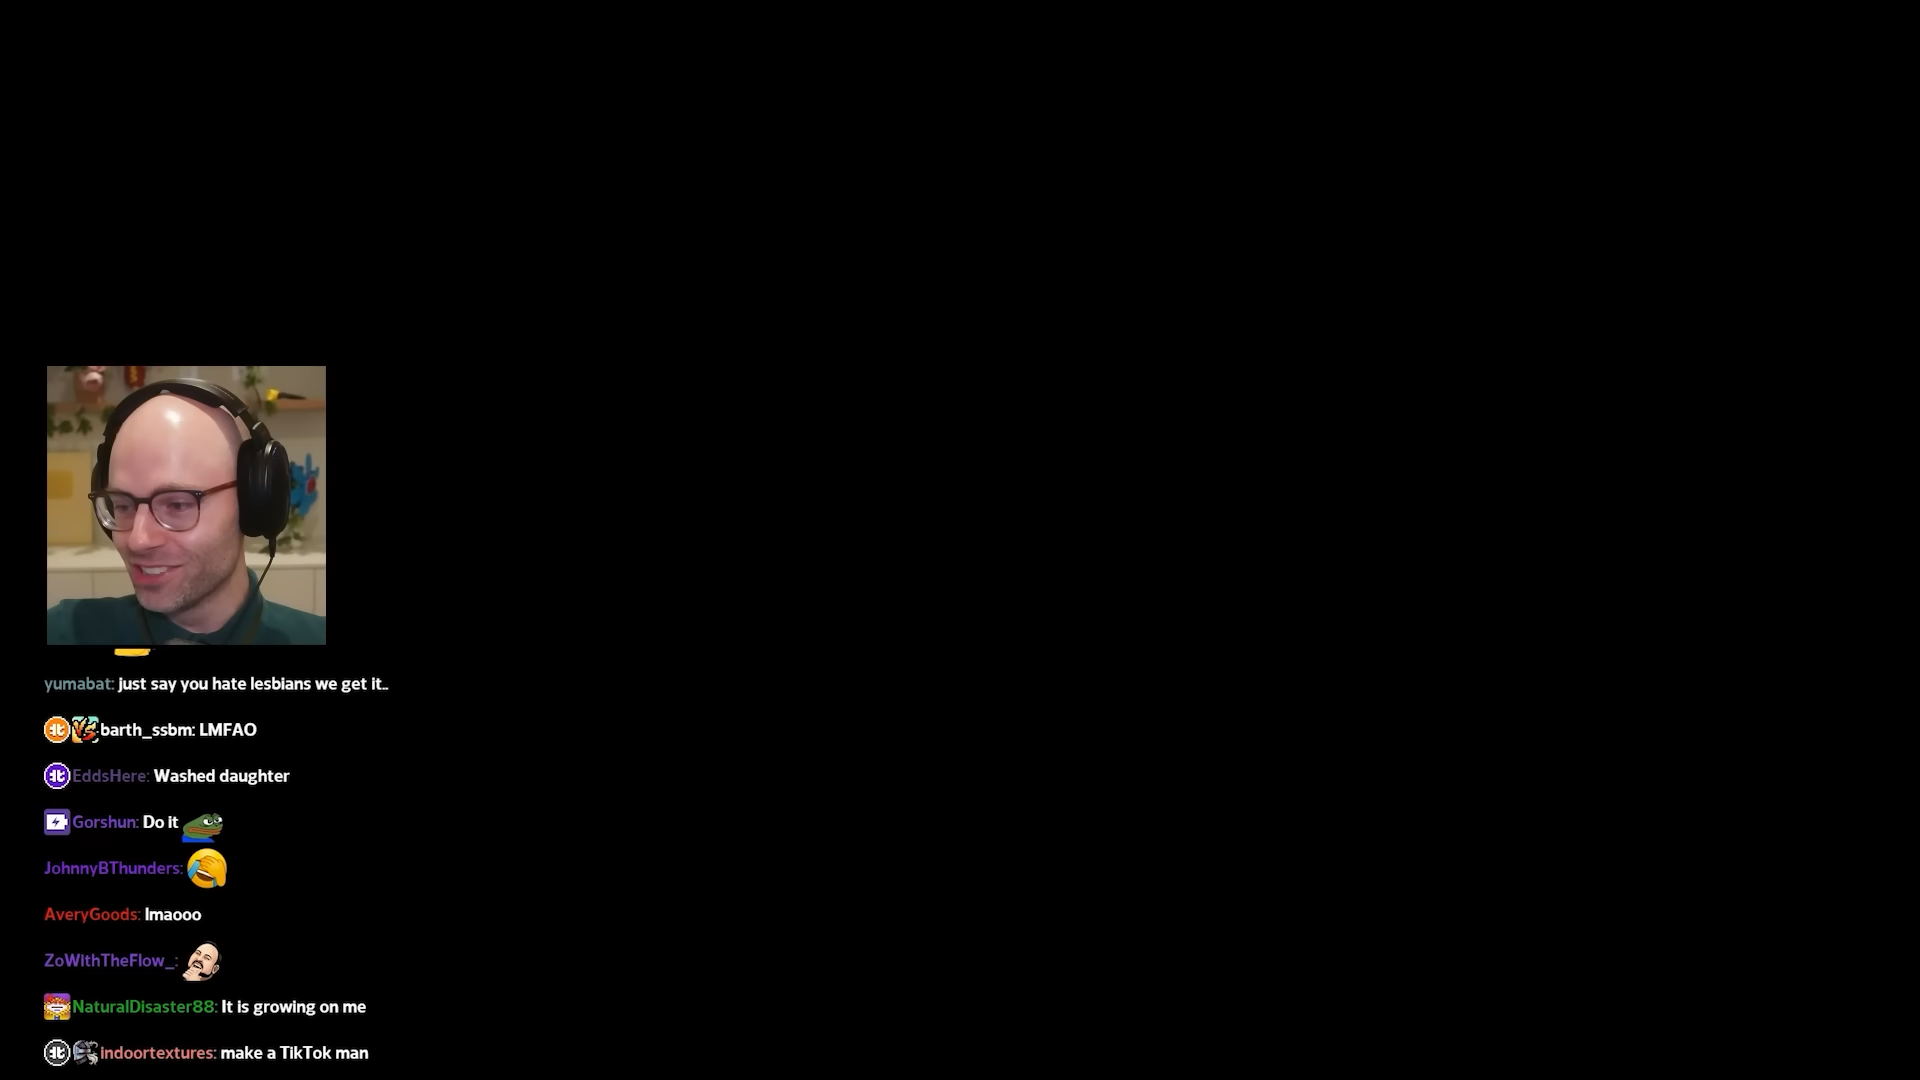 yumabat: just say you hate lesbians we get it..
barth_ssbm: LMFAO
EddsHere: Washed daughter
Gorshun: Do it
JohnnyBThunders:
AveryGoods: lmaooo
ZoWithTheFlow_:
NaturalDisaster88: It is growing on me
indoortextures: make a TikTok man